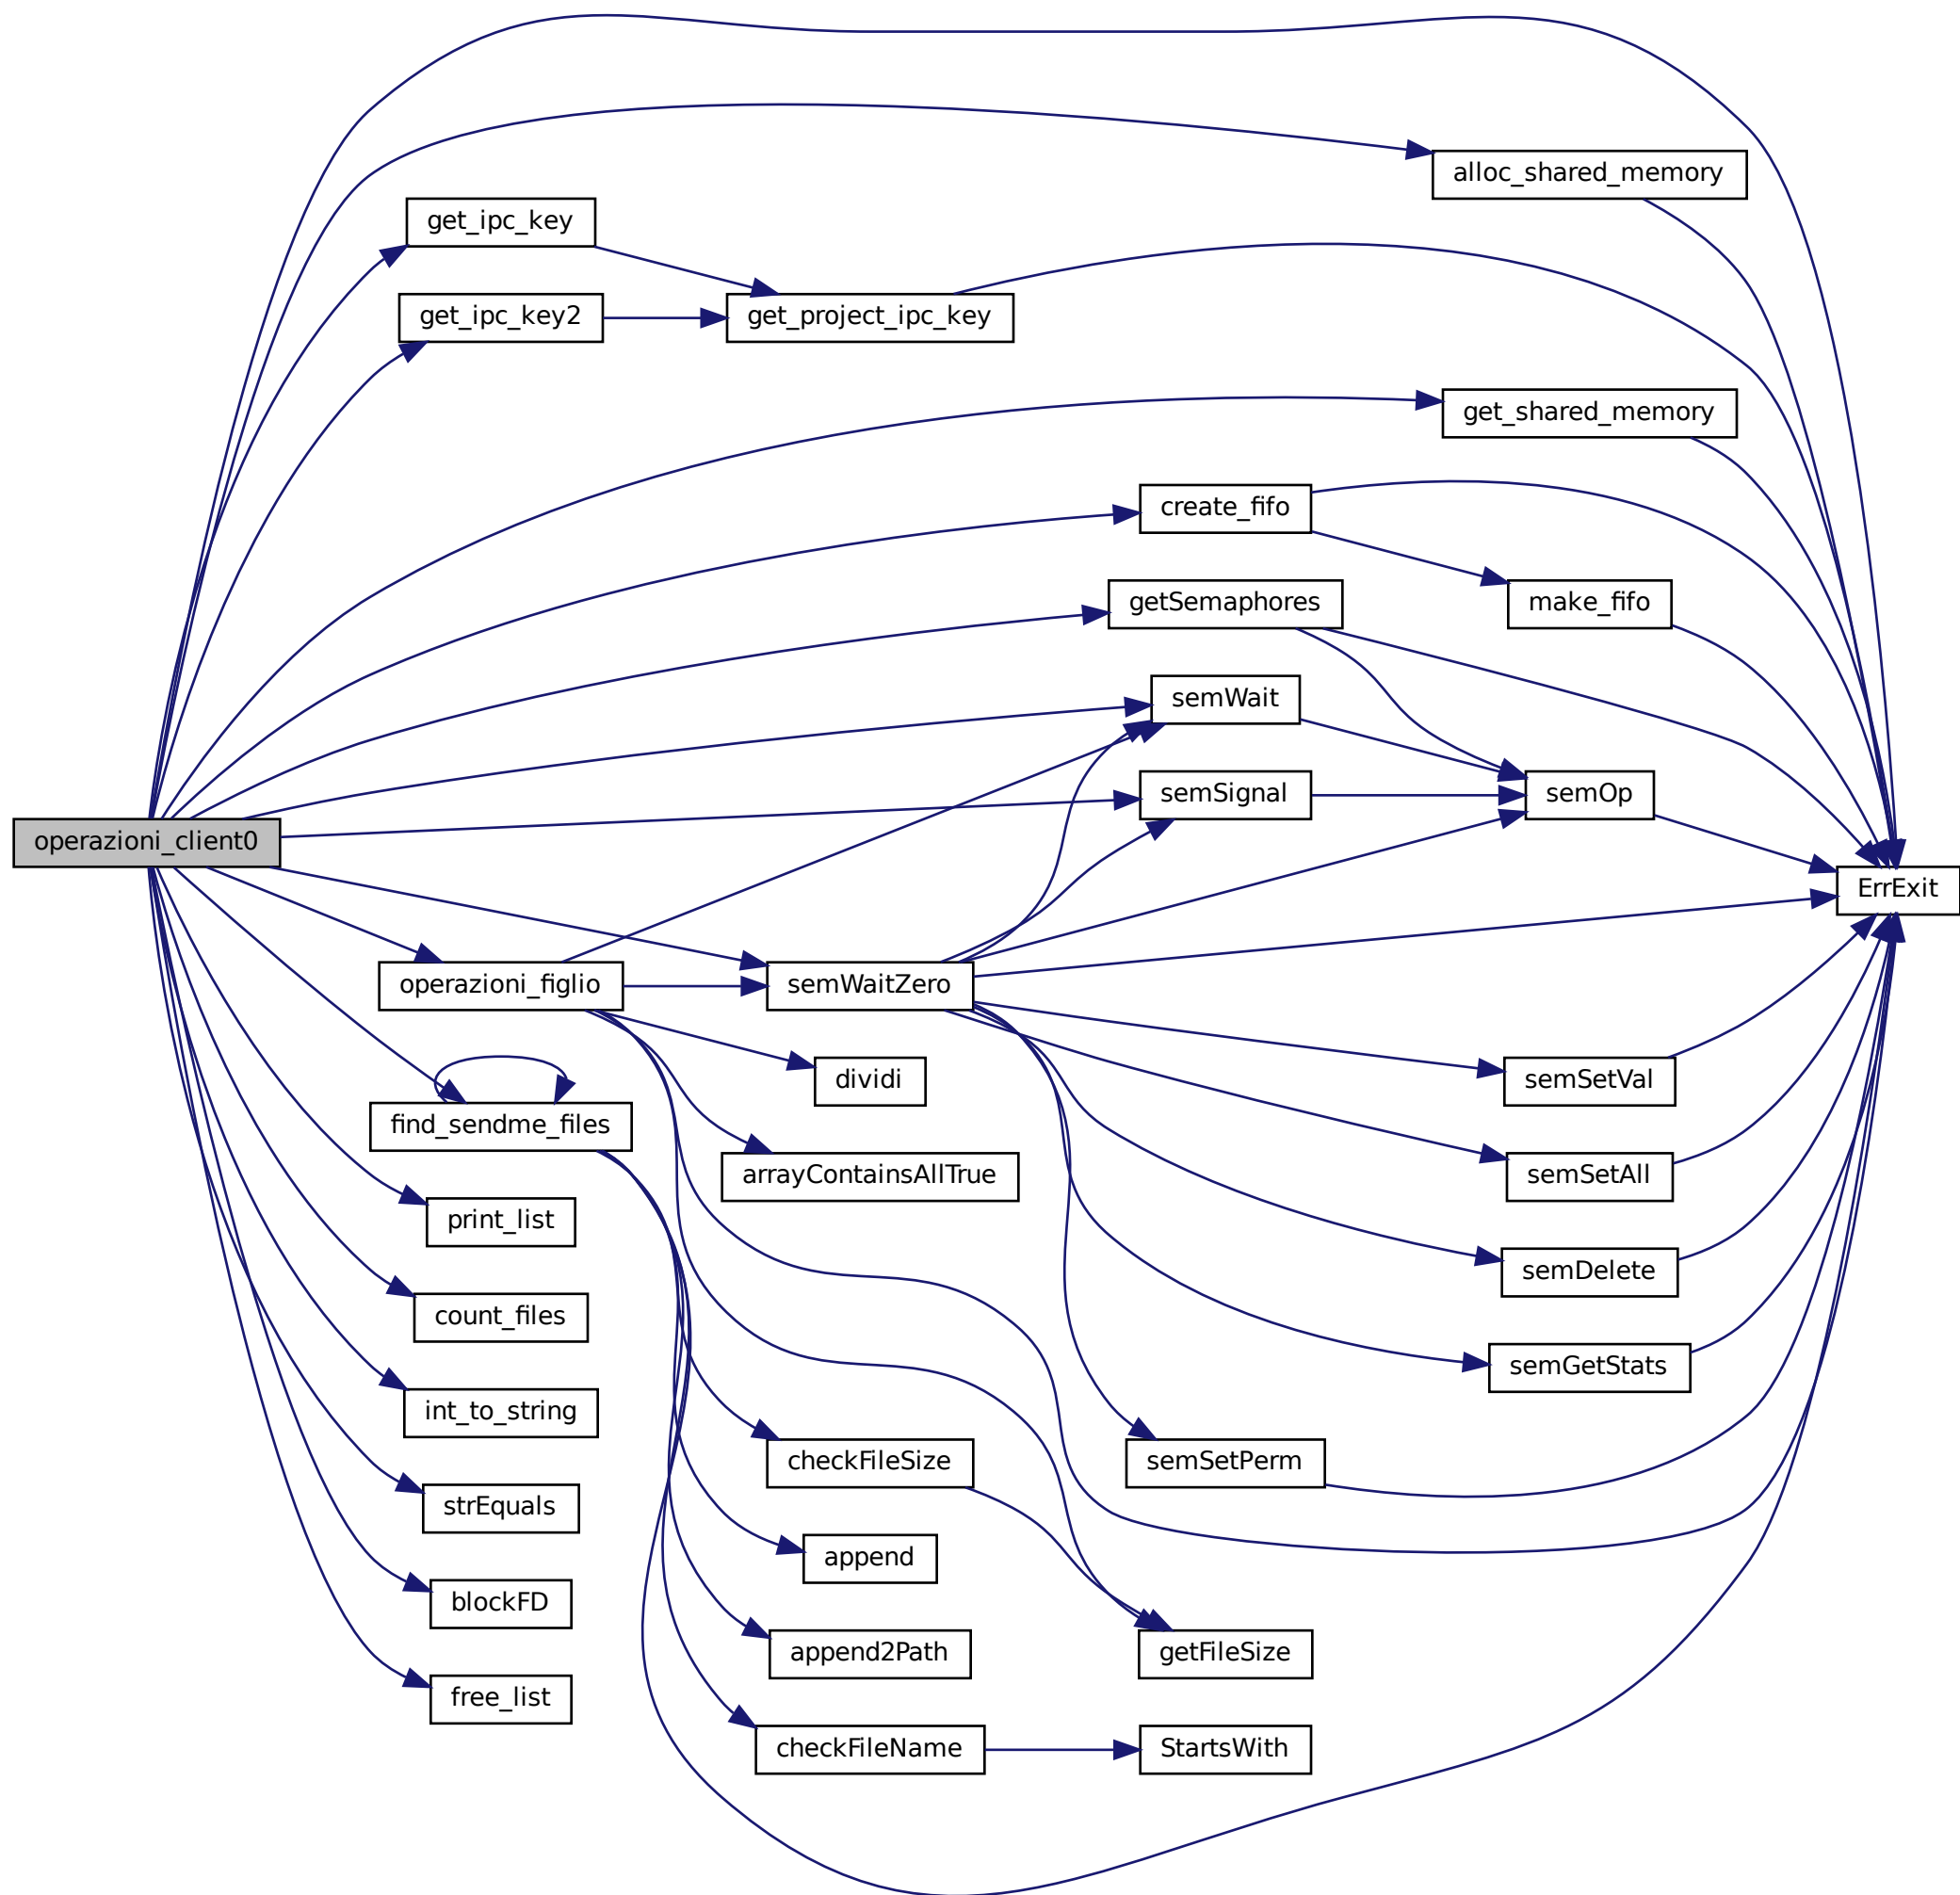 alloc_shared_memory
get_ipc_key
get_ipc_key2
get_project_ipc_key
get_shared_memory
create_fifo
getSemaphores
make_fifo
semWait
semSignal
semOp
operazioni_client0
ErrExit
operazioni_figlio
semWaitZero
dividi
semSetVal
find_sendme_files
arrayContainsAllTrue
semSetAll
print_list
semDelete
count_files
semGetStats
int_to_string
checkFileSize
semSetPerm
strEquals
append
blockFD
append2Path
getFileSize
free_list
checkFileName
StartsWith